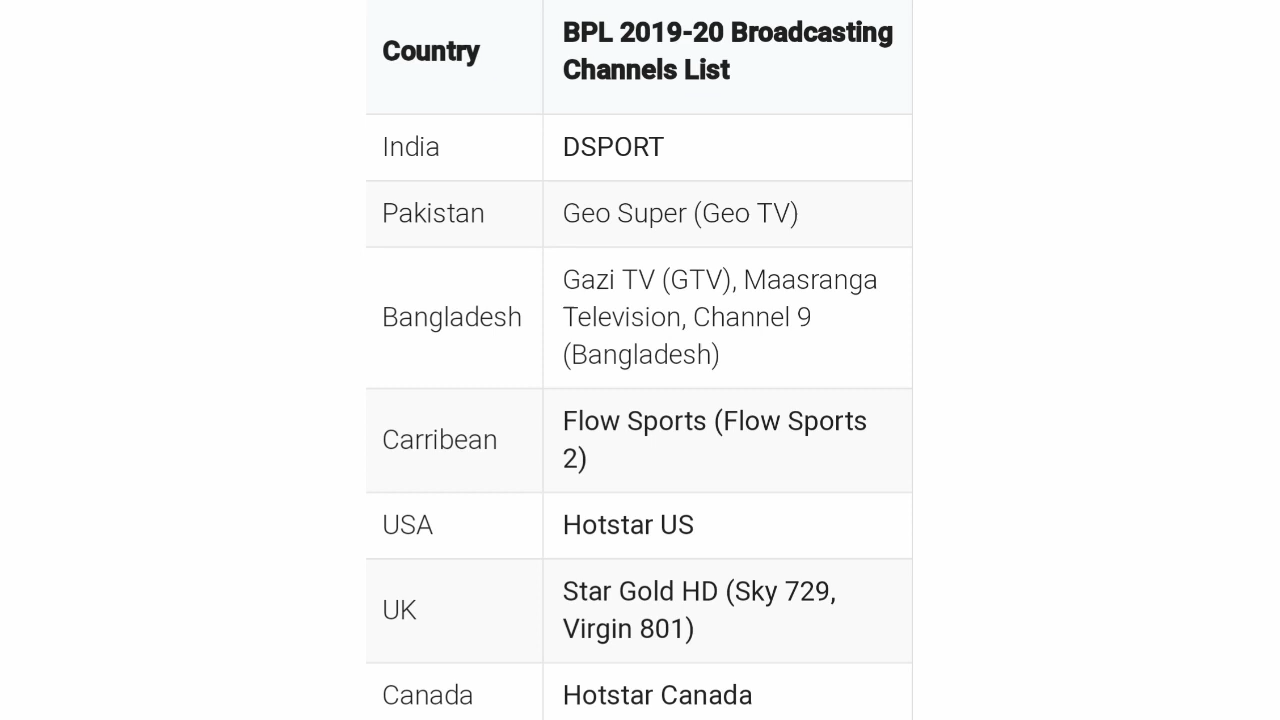 Country
BPL 2019-20 Broadcasting
Channels List
India
DSPORT
Pakistan
Geo Super (Geo TV)
Bangladesh
Gazi TV (GTV), Maasranga
Television, Channel 9
(Bangladesh)
Carribean
Flow Sports (Flow Sports
2)
USA
Hotstar US
UK
Star Gold HD (Sky 729,
Virgin 801)
Canada
Hotstar Canada